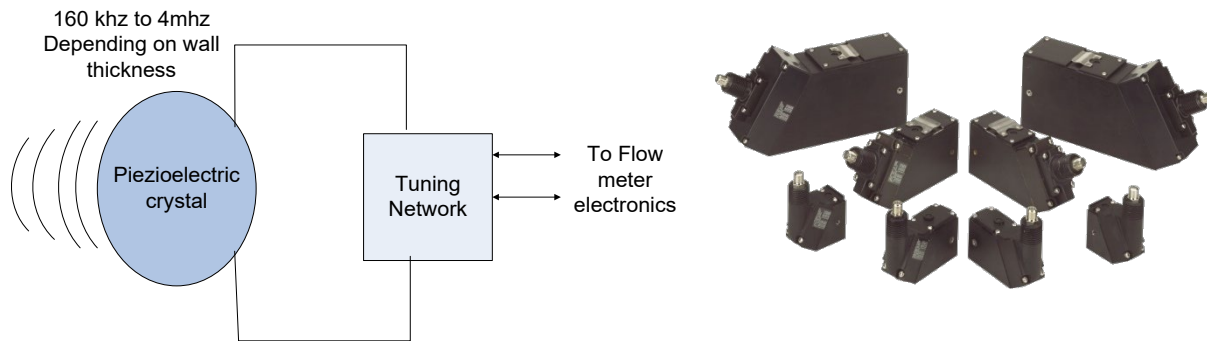 160 khz to 4mhz
Depending on wall
thickness
Piezioelectric
crystal
Tuning
Network
To Flow
meter
electronics